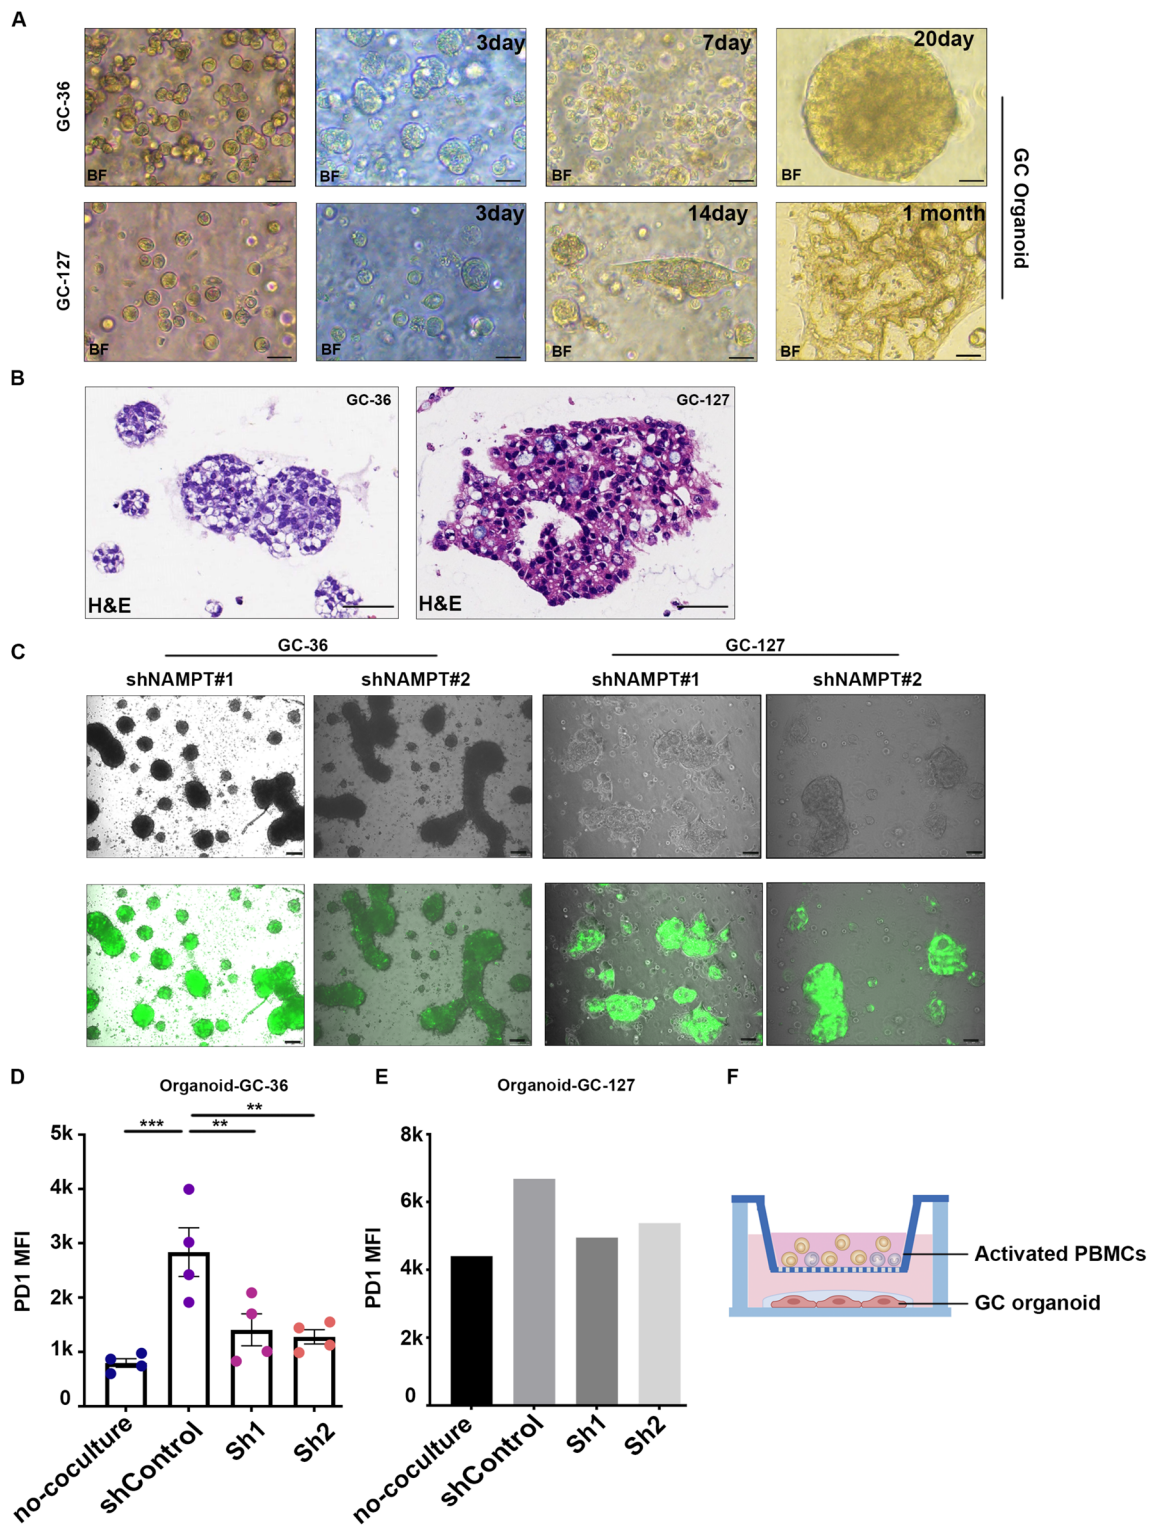 A
3day
7day
20day
GC-36
BF
BF
BF
BF
3day
14day
1 month
GC-127
BF
BF
BF
BF
GC Organoid
B
GC-36
GC-127
H&E
H&E
C
GC-36
GC-127
shNAMPT#1
shNAMPT#2
shNAMPT#1
shNAMPT#2
D
Organoid-GC-36
**
***
**
5k
4k
3k
2k
1k
0
PD1 MFI
no-coculture
shControl
Sh1
Sh2
E
Organoid-GC-127
8k
6k
4k
2k
0
PD1 MFI
no-coculture
shControl
Sh1
Sh2
F
Activated PBMCs
GC organoid